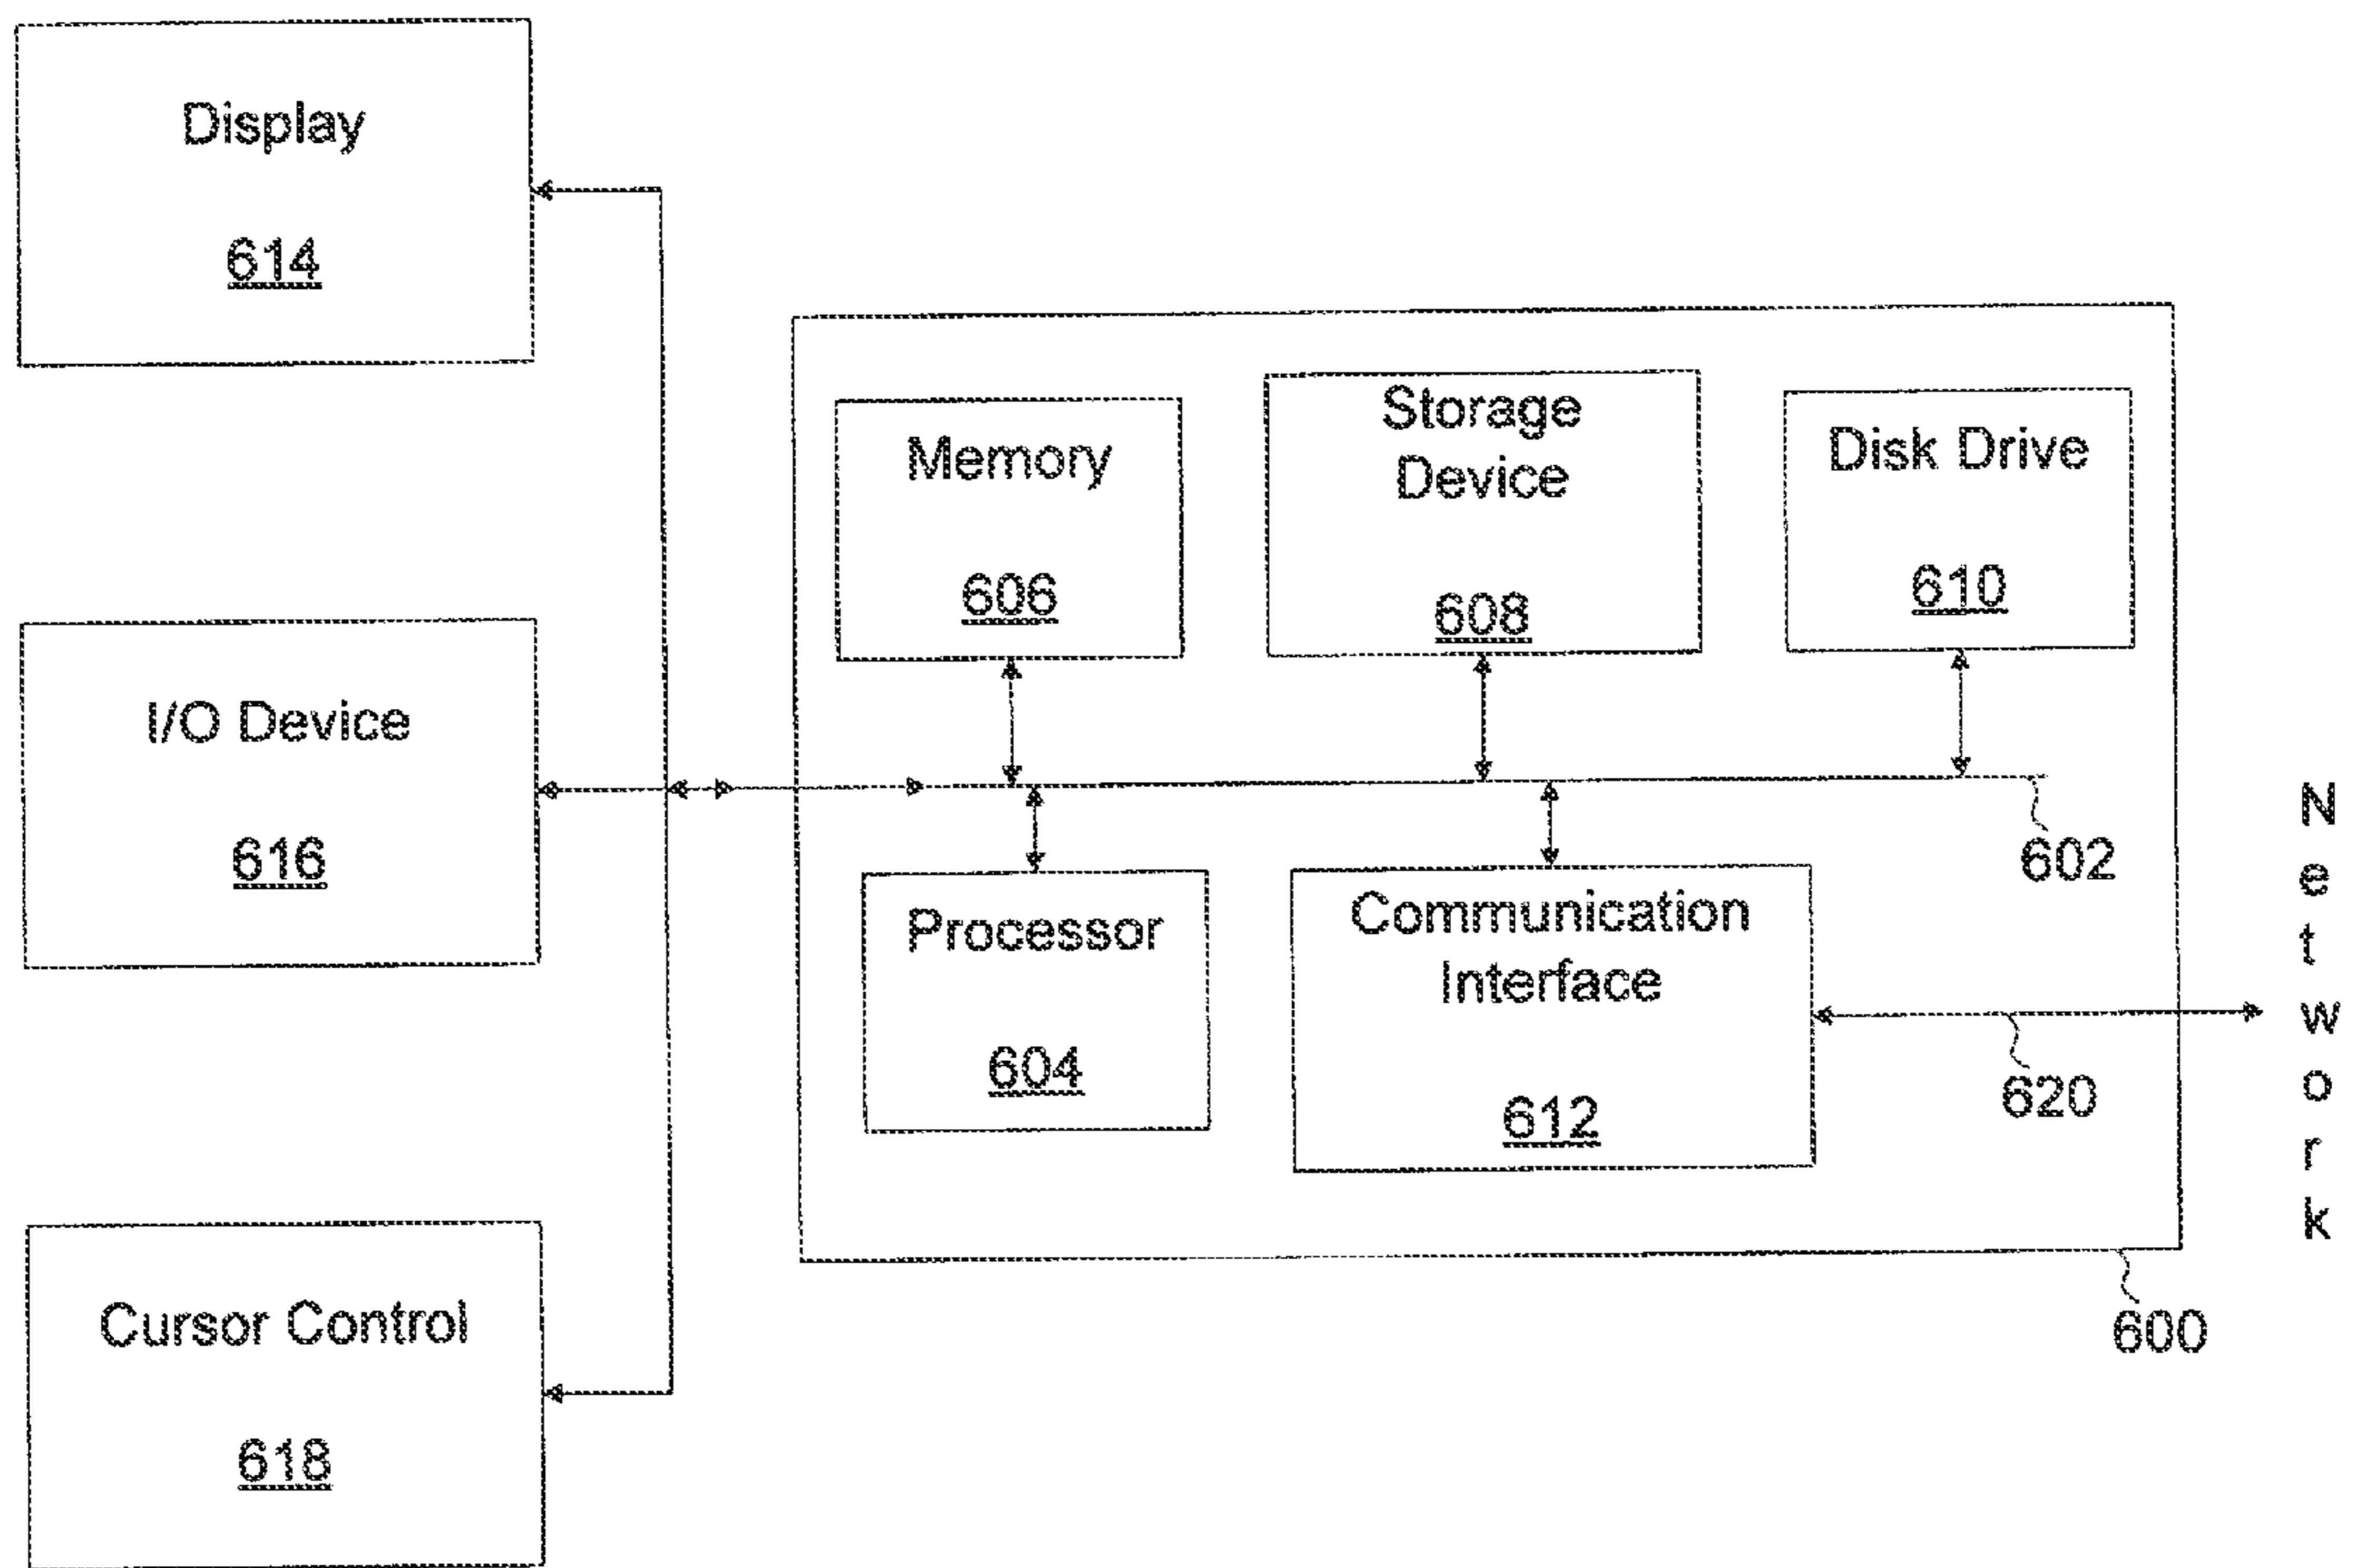 Display
614
I/O Device
616
Cursor Control
618
Memory
606
Storage
Device
608
Disk Drive
610
602
Processor
604
Communication
Interface
612
620
600
Network